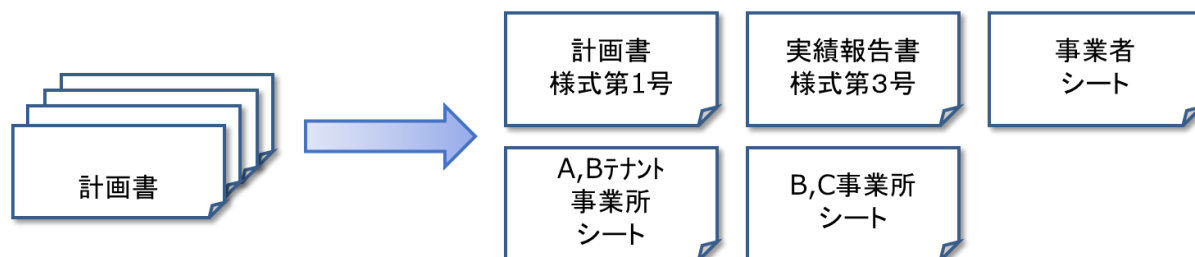 計画書
計画書
様式第1号
実績報告書
様式第3号
事業者
シート
A,Bﾃﾅﾝﾄ
事業所
シート
B,C事業所
シート